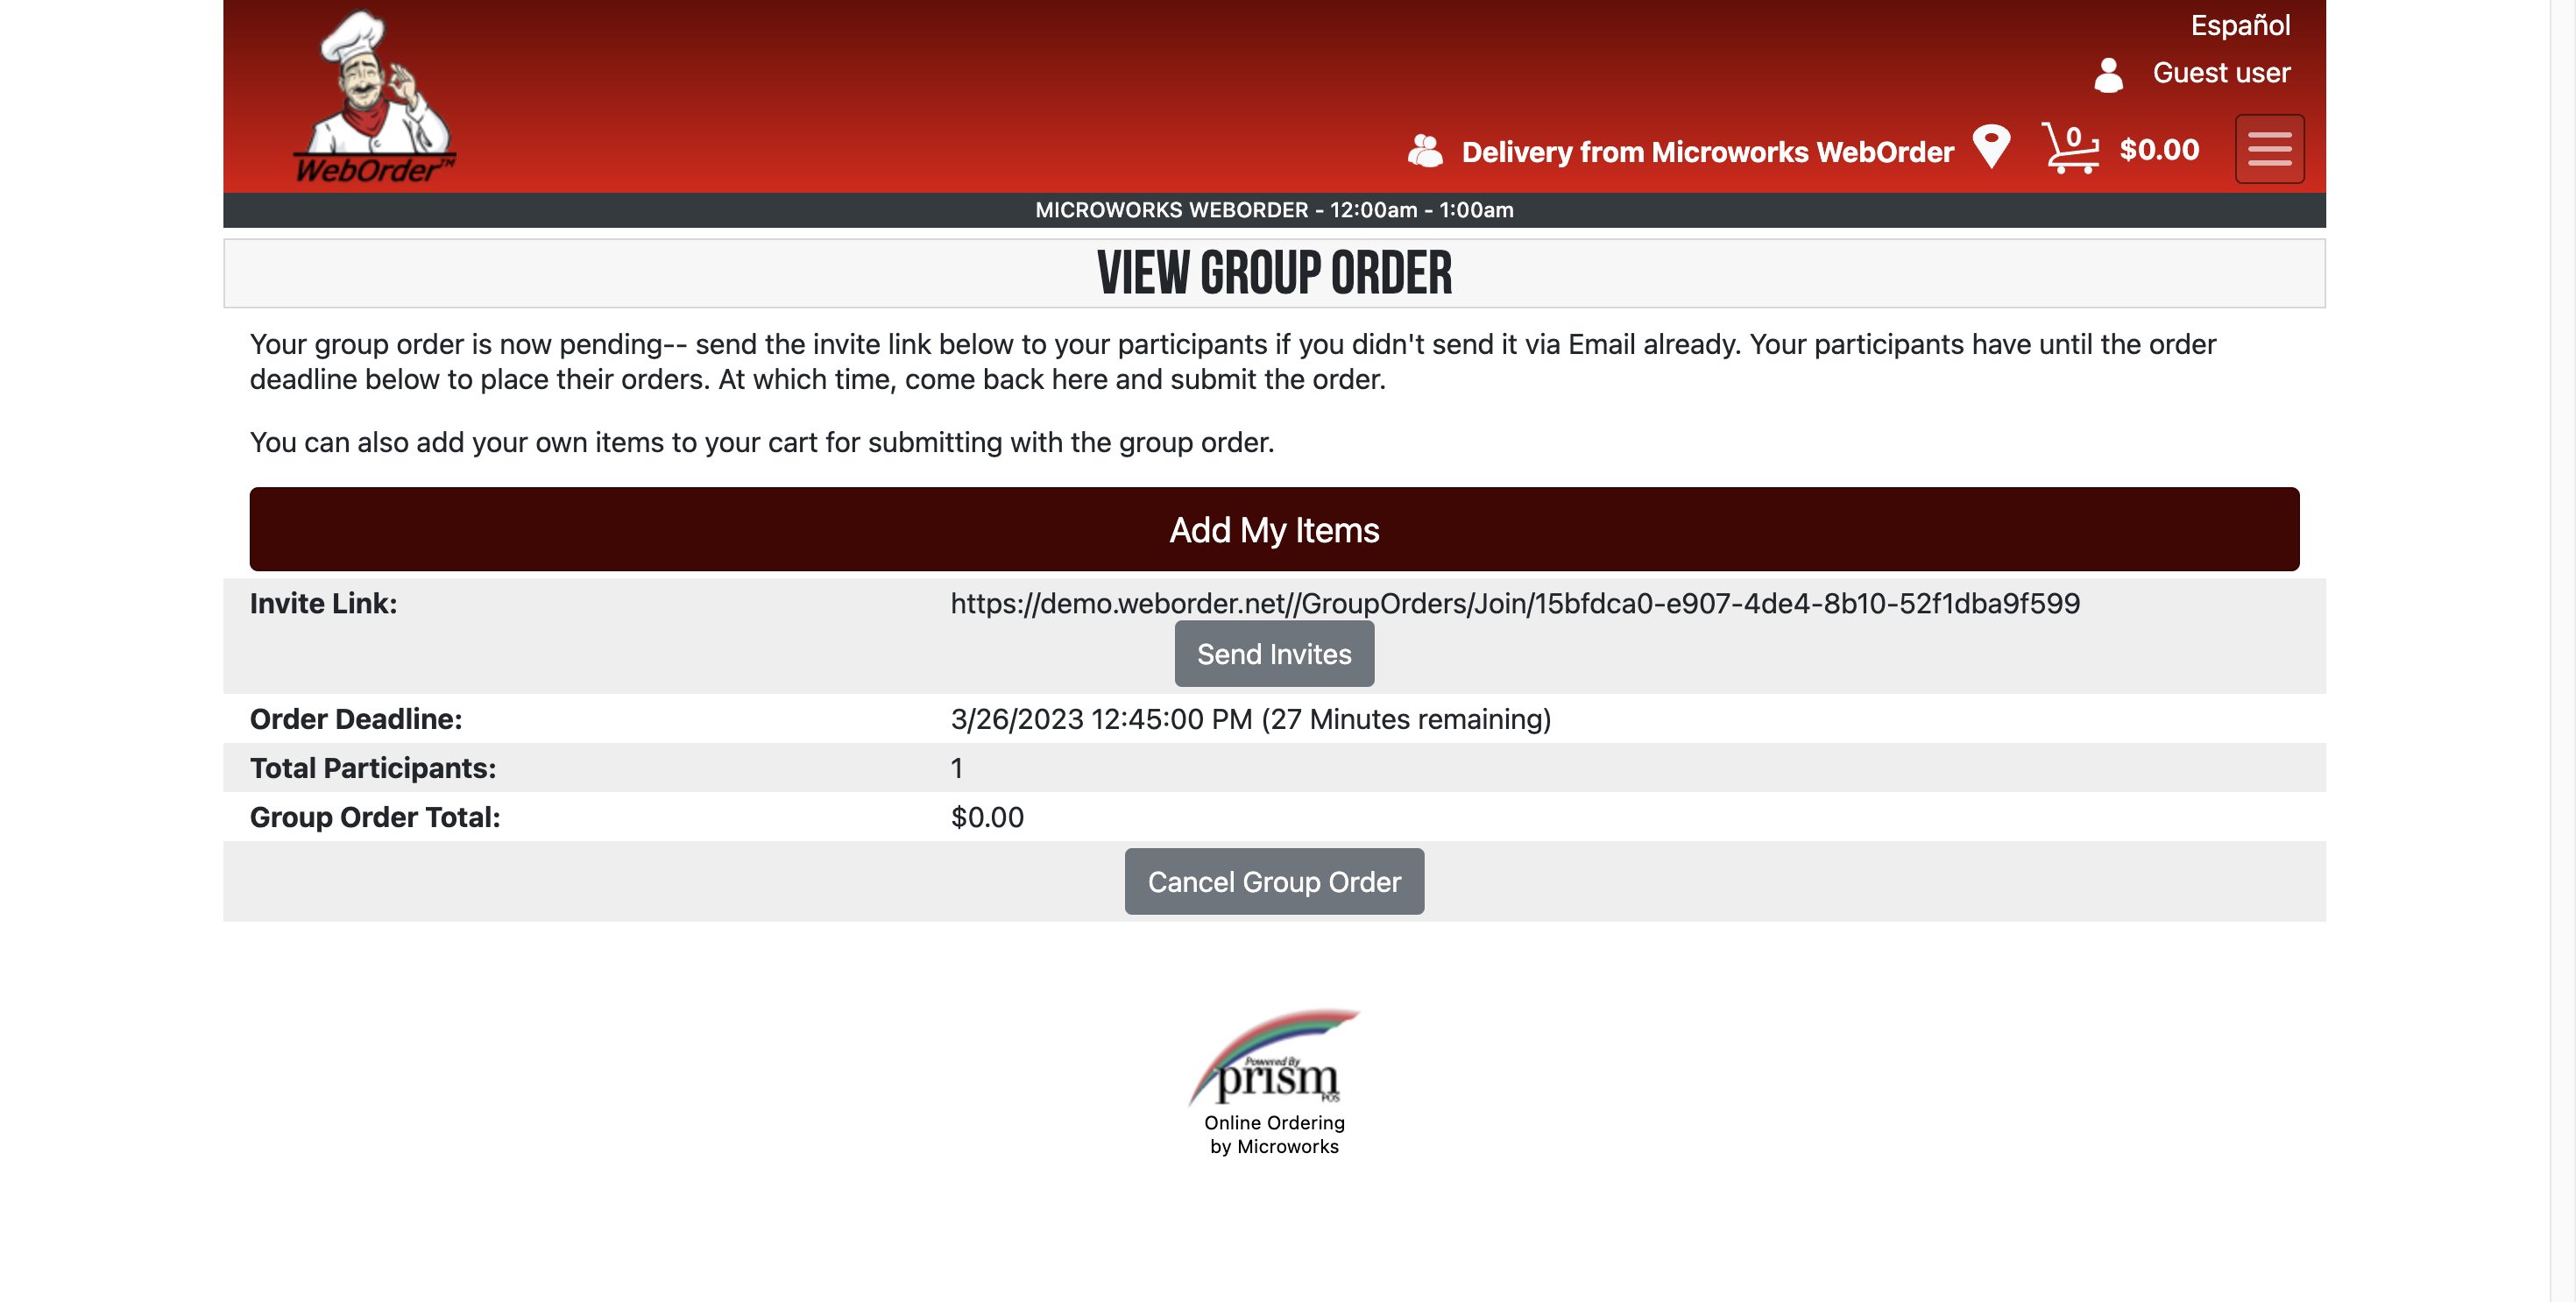 Español
Guest user
WebOrder™
Delivery from Microworks WebOrder 0 $0.00
MICROWORKS WEBORDER - 12:00am - 1:00am
VIEW GROUP ORDER
Your group order is now pending-- send the invite link below to your participants if you didn't send it via Email already. Your participants have until the order
deadline below to place their orders. At which time, come back here and submit the order.
You can also add your own items to your cart for submitting with the group order.
Add My Items
Invite Link: https://demo.weborder.net//GroupOrders/Join/15bfdca0-e907-4de4-8b10-52f1dba9f599
Send Invites
Order Deadline: 3/26/2023 12:45:00 PM (27 Minutes remaining)
Total Participants: 1
Group Order Total: $0.00
Cancel Group Order
Powered By
prism
POS
Online Ordering
by Microworks